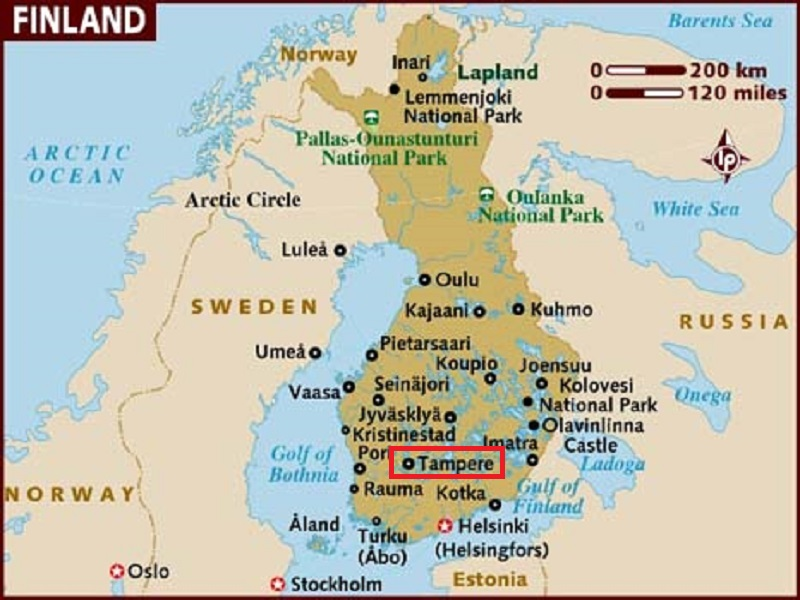 FINLAND
Barents Sea
Norway
Inari
Lapland
0 200 km
0 120 miles
Lemmenjoki
National Park
Pallas-Ounastunturi
National Park
lp
ARCTIC
OCEAN
Arctic Circle
Oulanka
National Park
White Sea
Luleå
Oulu
SWEDEN
Kajaani
Kuhmo
RUSSIA
Pietarsaari
Umeå
Koupio
Joensuu
Vaasa
Seinäjori
Kolovesi
National Park
Onega
Jyväsklyä
Olavinlinna
Castle
Kristinestad
Imatra
Gulf of
Bothnia
Pori
Tampere
Ladoga
NORWAY
Rauma
Kotka
Gulf of
Finland
Åland
Turku
(Åbo)
Helsinki
(Helsingfors)
Oslo
Stockholm
Estonia